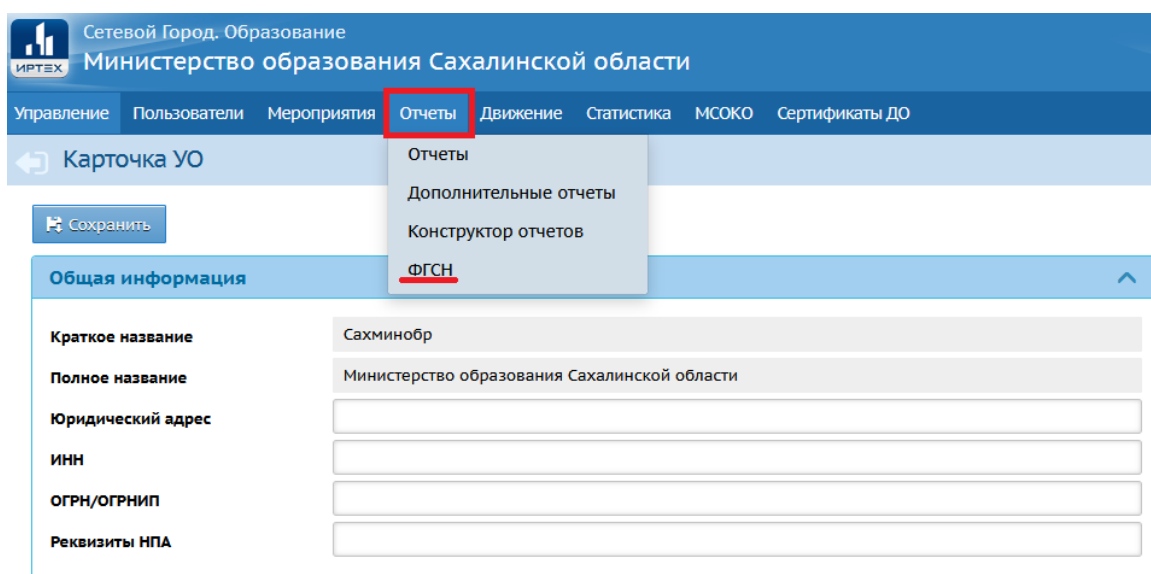 Сетевой Город. Образование
ИРТЕХ Министерство образования Сахалинской области
Управление Пользователи Мероприятия Отчеты Движение Статистика МСОКО Сертификаты ДО
Карточка УО
Отчеты
Дополнительные отчеты
Сохранить
Конструктор отчетов
ФГСН
Общая информация
Краткое название Сахминобр
Полное название Министерство образования Сахалинской области
Юридический адрес
ИНН
ОГРН/ОГРНИП
Реквизиты НПА